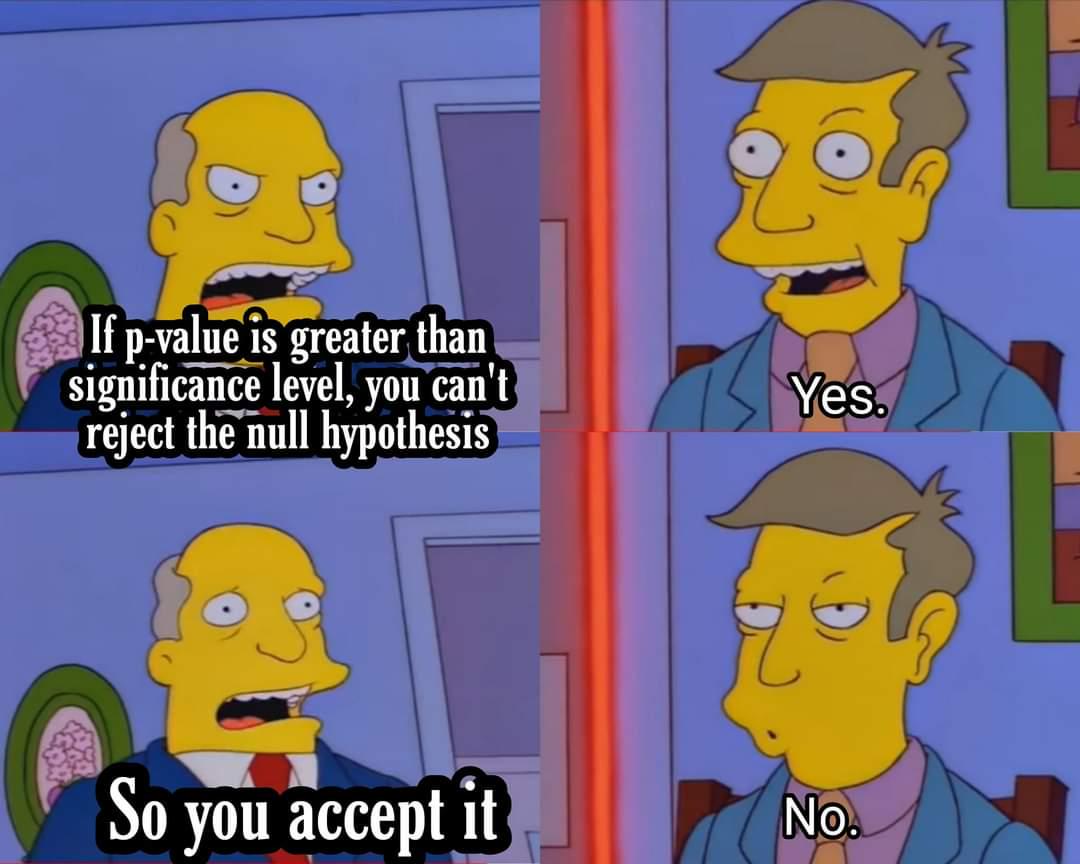 If p-value is greater than
significance level, you can't
reject the null hypothesis
Yes.
So you accept it
No.